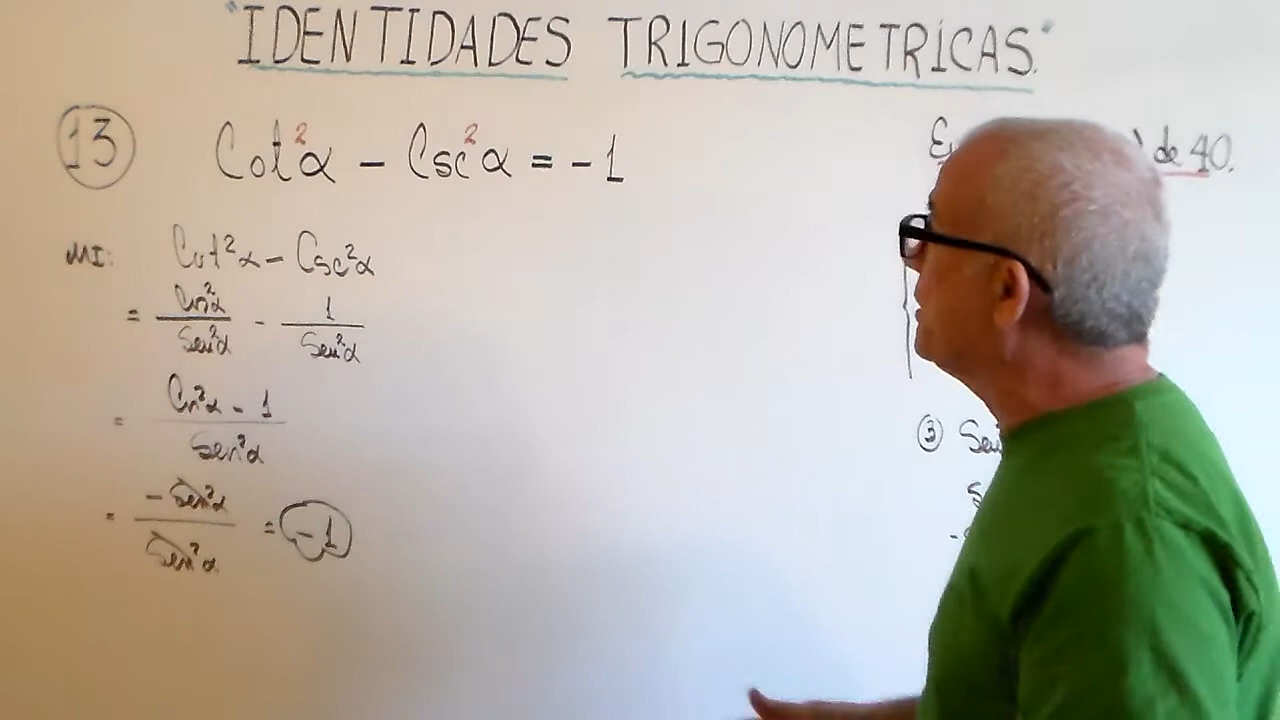 "IDENTIDADES TRIGONOMETRICAS."
13 Cot²α - Csc²α = -1
de 40.
MI: Cot²α - Csc²α
= Cos²α/Sen²α - 1/Sen²α
= Cos²α - 1/Sen²α
= -Sen²α/Sen²α = -1
③